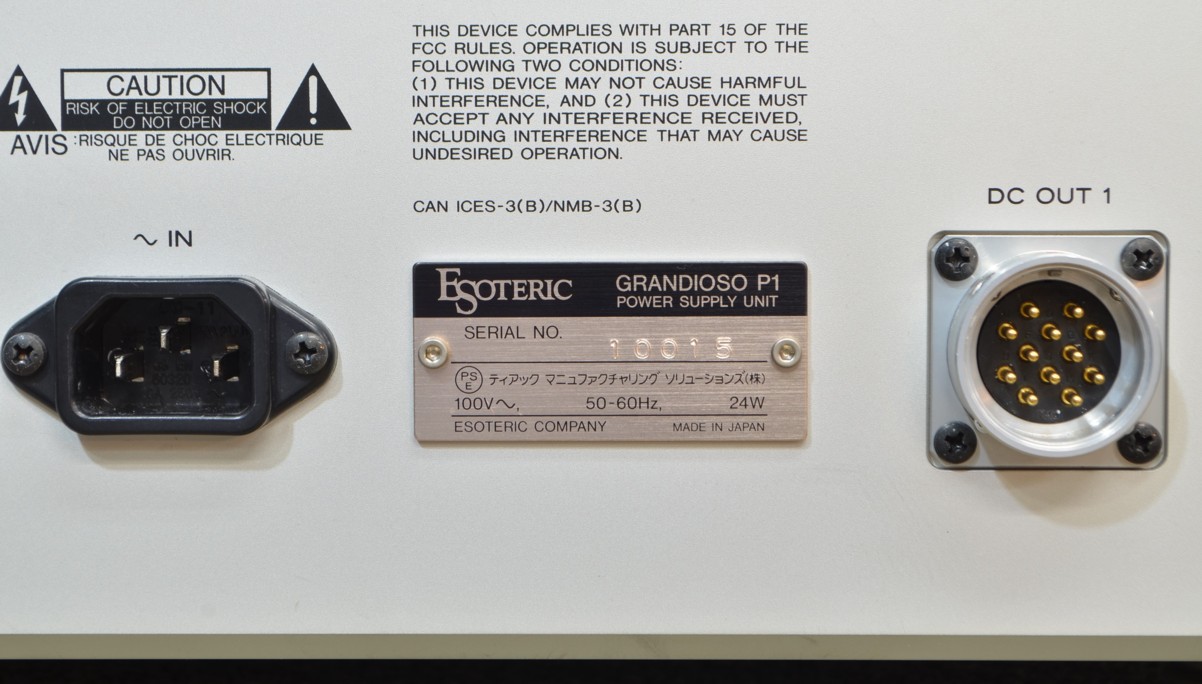 CAUTION
RISK OF ELECTRIC SHOCK
DO NOT OPEN
AVIS :RISQUE DE CHOC ELECTRIQUE
NE PAS OUVRIR.
∿ IN
THIS DEVICE COMPLIES WITH PART 15 OF THE
FCC RULES. OPERATION IS SUBJECT TO THE
FOLLOWING TWO CONDITIONS:
(1) THIS DEVICE MAY NOT CAUSE HARMFUL
INTERFERENCE, AND (2) THIS DEVICE MUST
ACCEPT ANY INTERFERENCE RECEIVED,
INCLUDING INTERFERENCE THAT MAY CAUSE
UNDESIRED OPERATION.
CAN ICES-3(B)/NMB-3(B)
ESOTERIC GRANDIOSO P1
POWER SUPPLY UNIT
SERIAL NO. 10015
PSE ティアック マニュファクチャリング ソリューションズ(株)
100V∿, 50-60Hz, 24W
ESOTERIC COMPANY MADE IN JAPAN
DC OUT 1